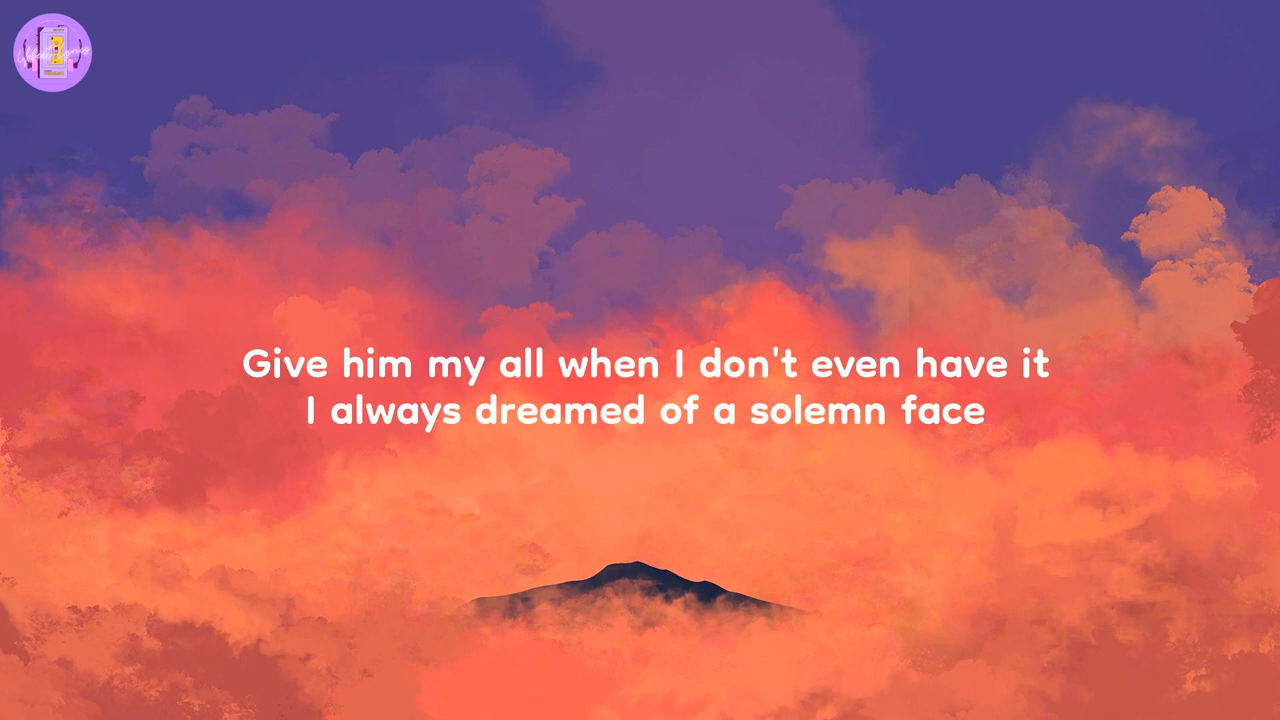 Give him my all when I don't even have it
I always dreamed of a solemn face